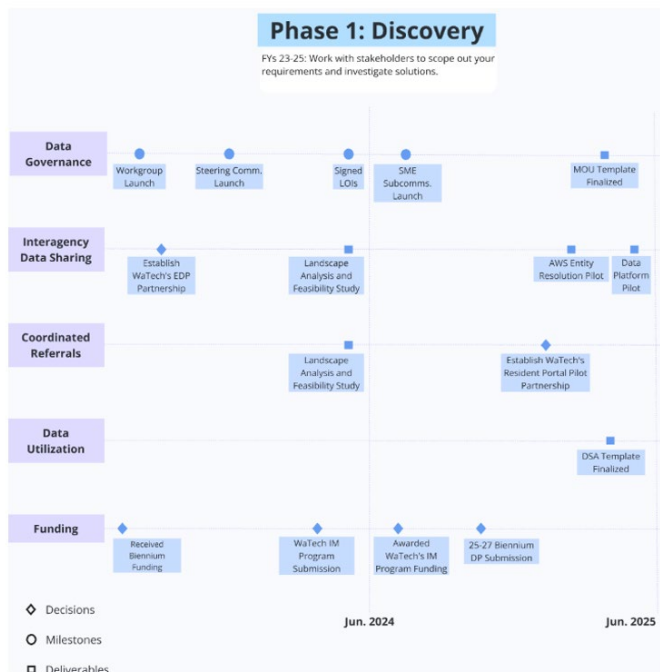 Phase 1: Discovery
FYs 23-25: Work with stakeholders to scope out your
requirements and investigate solutions.
Data
Governance
Workgroup
Launch
Steering Comm.
Launch
Signed
LOIs
SME
Subcomms.
Launch
MOU Template
Finalized
Interagency
Data Sharing
Establish
WaTech's EDP
Partnership
Landscape
Analysis and
Feasibility Study
AWS Entity
Resolution Pilot
Data
Platform
Pilot
Coordinated
Referrals
Landscape
Analysis and
Feasibility Study
Establish WaTech's
Resident Portal Pilot
Partnership
Data
Utilization
DSA Template
Finalized
Funding
Received
Biennium
Funding
WaTech IM
Program
Submission
Awarded
WaTech's IM
Program Funding
25-27 Biennium
DP Submission
Jun. 2024
Jun. 2025
Decisions
Milestones
Deliverables